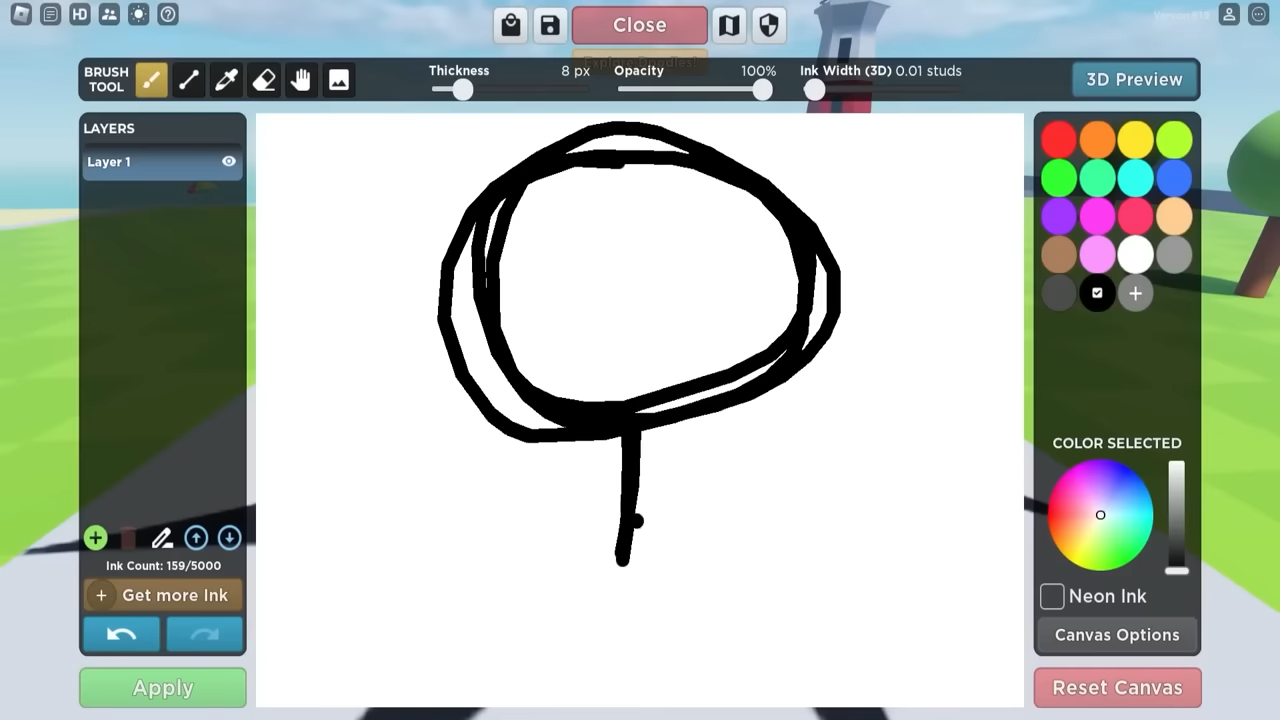 HD
Close
BRUSH TOOL
Thickness 8 px
Opacity 100%
Ink Width (3D) 0.01 studs
3D Preview
LAYERS
Layer 1
Ink Count: 159/5000
+ Get more Ink
Apply
COLOR SELECTED
Neon Ink
Canvas Options
Reset Canvas